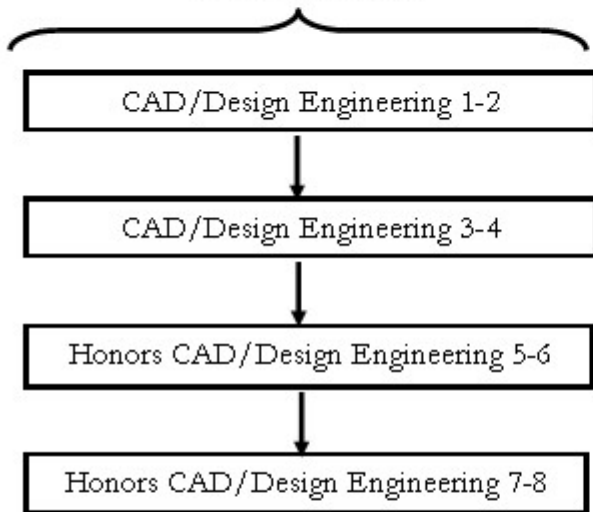 CAD/Design Engineering 1-2
CAD/Design Engineering 3-4
Honors CAD/Design Engineering 5-6
Honors CAD/Design Engineering 7-8